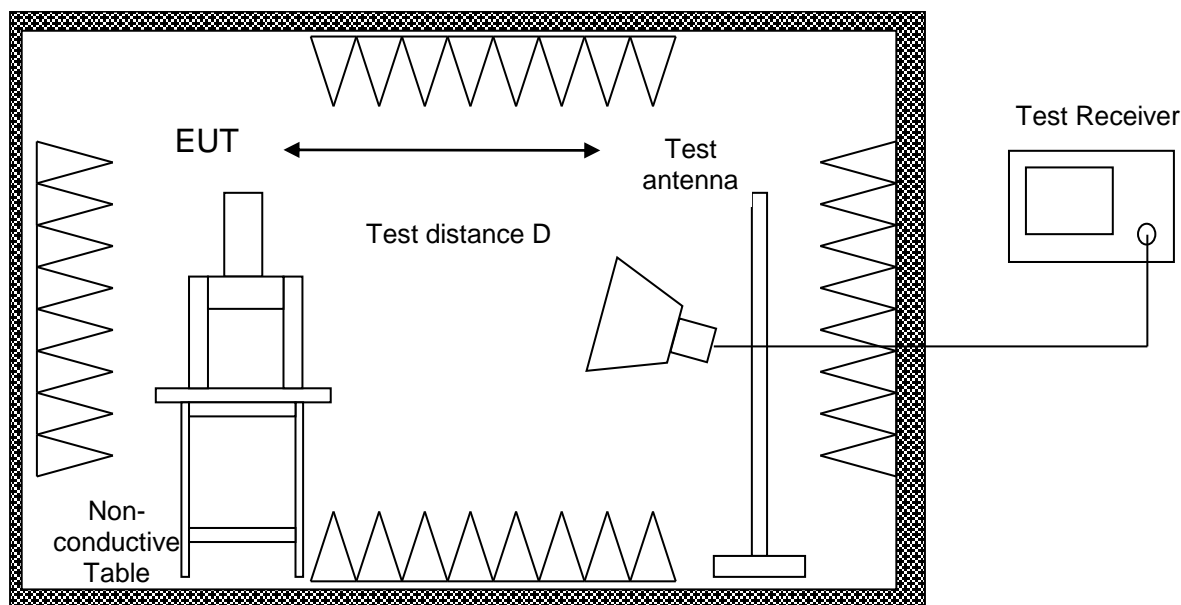 Test Receiver
EUT
Test
antenna
Test distance D
Non-
conductive
Table